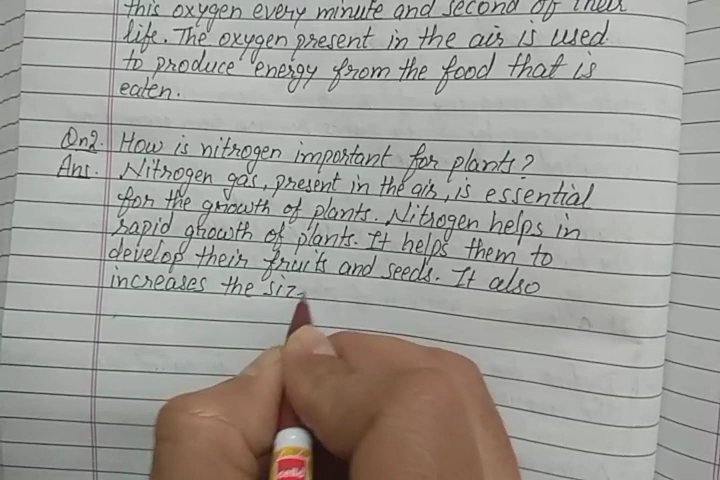 this oxygen every minute and second of their
life. The oxygen present in the air is used
to produce energy from the food that is
eaten.
Qn2. How is nitrogen important for plants?
Ans. Nitrogen gas, present in the air, is essential
for the growth of plants. Nitrogen helps in
rapid growth of plants. It helps them to
develop their fruits and seeds. It also
increases the siz